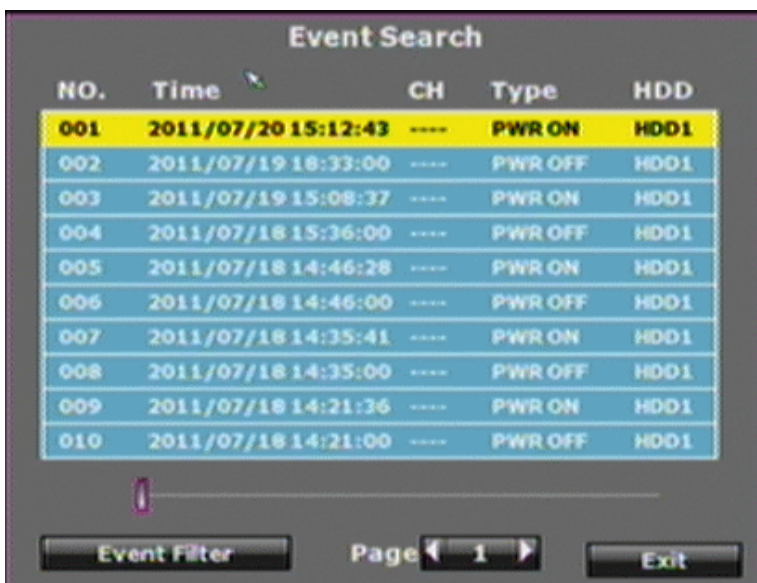 Event Search
NO. Time CH Type HDD
001 2011/07/20 15:12:43 ---- PWR ON HDD1
002 2011/07/19 18:33:00 ---- PWR OFF HDD1
003 2011/07/19 15:08:37 ---- PWR ON HDD1
004 2011/07/18 15:36:00 ---- PWR OFF HDD1
005 2011/07/18 14:46:28 ---- PWR ON HDD1
006 2011/07/18 14:46:00 ---- PWR OFF HDD1
007 2011/07/18 14:35:41 ---- PWR ON HDD1
008 2011/07/18 14:35:00 ---- PWR OFF HDD1
009 2011/07/18 14:21:36 ---- PWR ON HDD1
010 2011/07/18 14:21:00 ---- PWR OFF HDD1
Event Filter Page 1 Exit